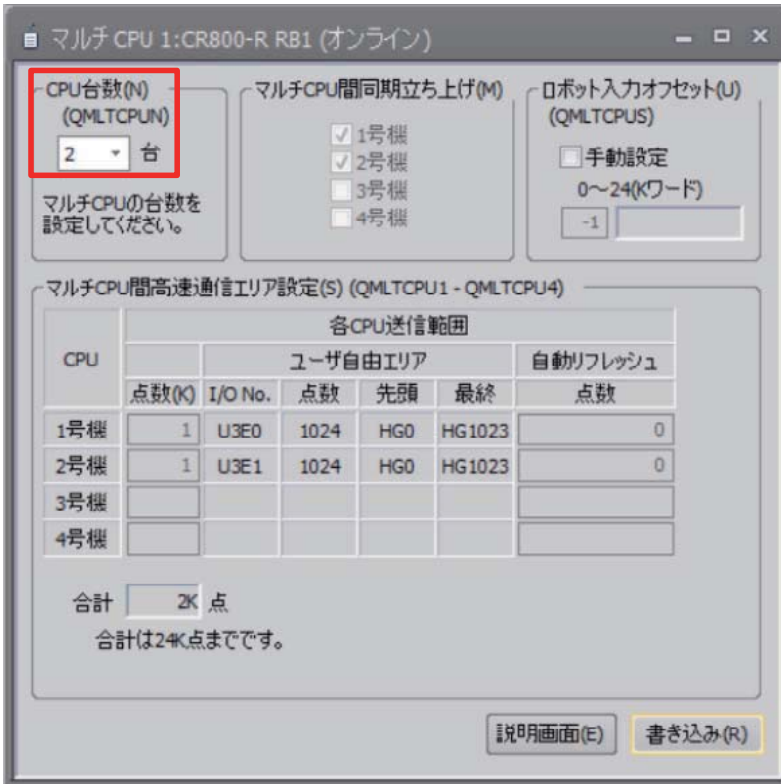 マルチ CPU 1:CR800-R RB1 (オンライン)
CPU台数(N)
(QMLTCPUN)
2 台
マルチCPUの台数を
設定してください。
マルチCPU間同期立ち上げ(M)
1号機
2号機
3号機
4号機
ロボット入力オフセット(U)
(QMLTCPUS)
手動設定
0～24(Kワード)
-1
マルチCPU間高速通信エリア設定(S) (QMLTCPU1 - QMLTCPU4)
各CPU送信範囲
CPU ユーザ自由エリア 自動リフレッシュ
点数(K) I/O No. 点数 先頭 最終 点数
1号機 1 U3E0 1024 HG0 HG1023 0
2号機 1 U3E1 1024 HG0 HG1023 0
3号機
4号機
合計 2K 点
合計は24K点までです。
説明画面(E) 書き込み(R)